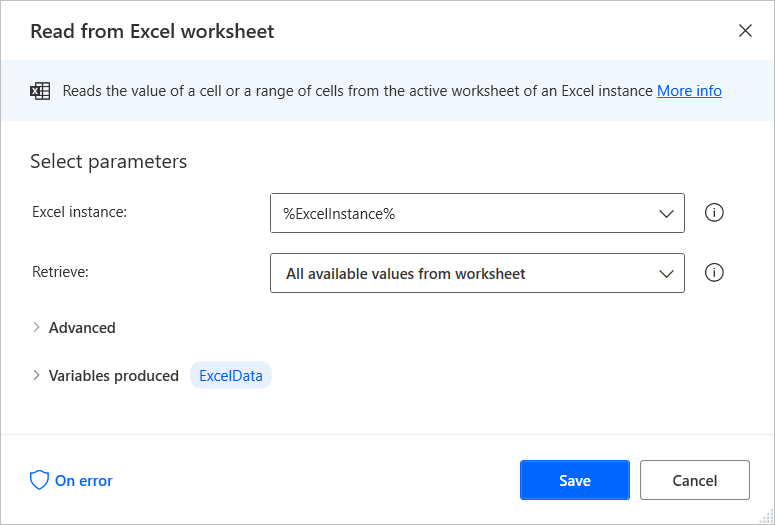 Read from Excel worksheet
Reads the value of a cell or a range of cells from the active worksheet of an Excel instance More info
Select parameters
Excel instance: %ExcelInstance%
Retrieve: All available values from worksheet
Advanced
Variables produced ExcelData
On error Save Cancel